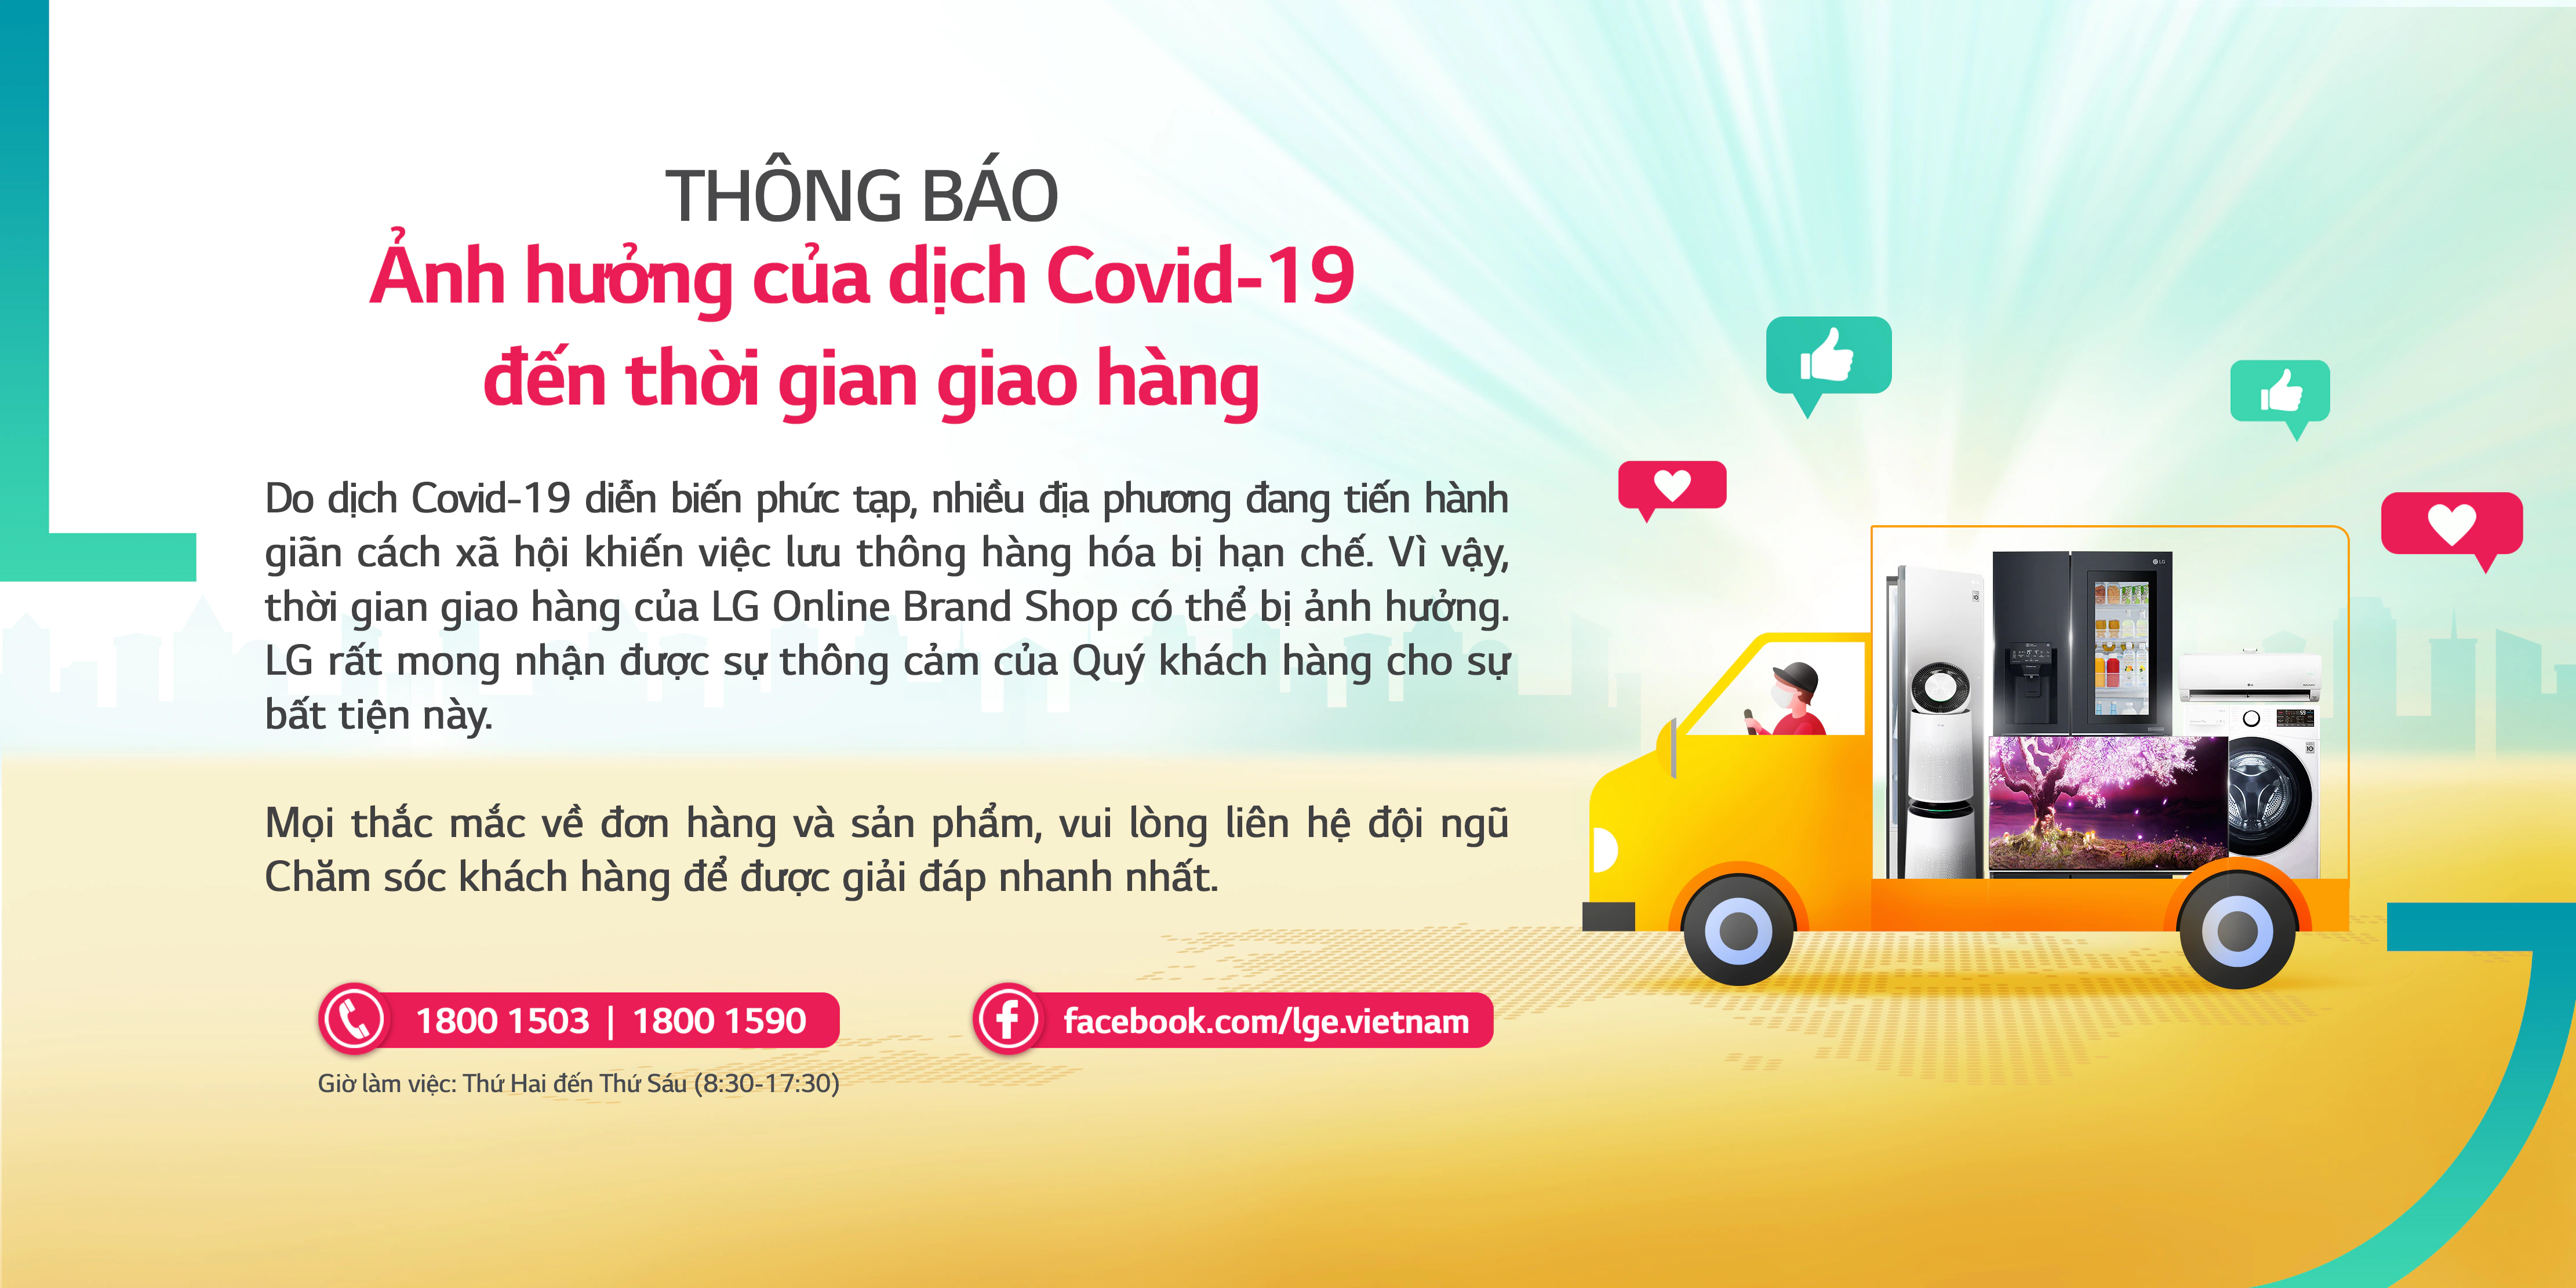 THÔNG BÁO
Ảnh hưởng của dịch Covid-19
đến thời gian giao hàng
Do dịch Covid-19 diễn biến phức tạp, nhiều địa phương đang tiến hành
giãn cách xã hội khiến việc lưu thông hàng hóa bị hạn chế. Vì vậy,
thời gian giao hàng của LG Online Brand Shop có thể bị ảnh hưởng.
LG rất mong nhận được sự thông cảm của Quý khách hàng cho sự
bất tiện này.
Mọi thắc mắc về đơn hàng và sản phẩm, vui lòng liên hệ đội ngũ
Chăm sóc khách hàng để được giải đáp nhanh nhất.
1800 1503 | 1800 1590
facebook.com/lge.vietnam
Giờ làm việc: Thứ Hai đến Thứ Sáu (8:30-17:30)
LG